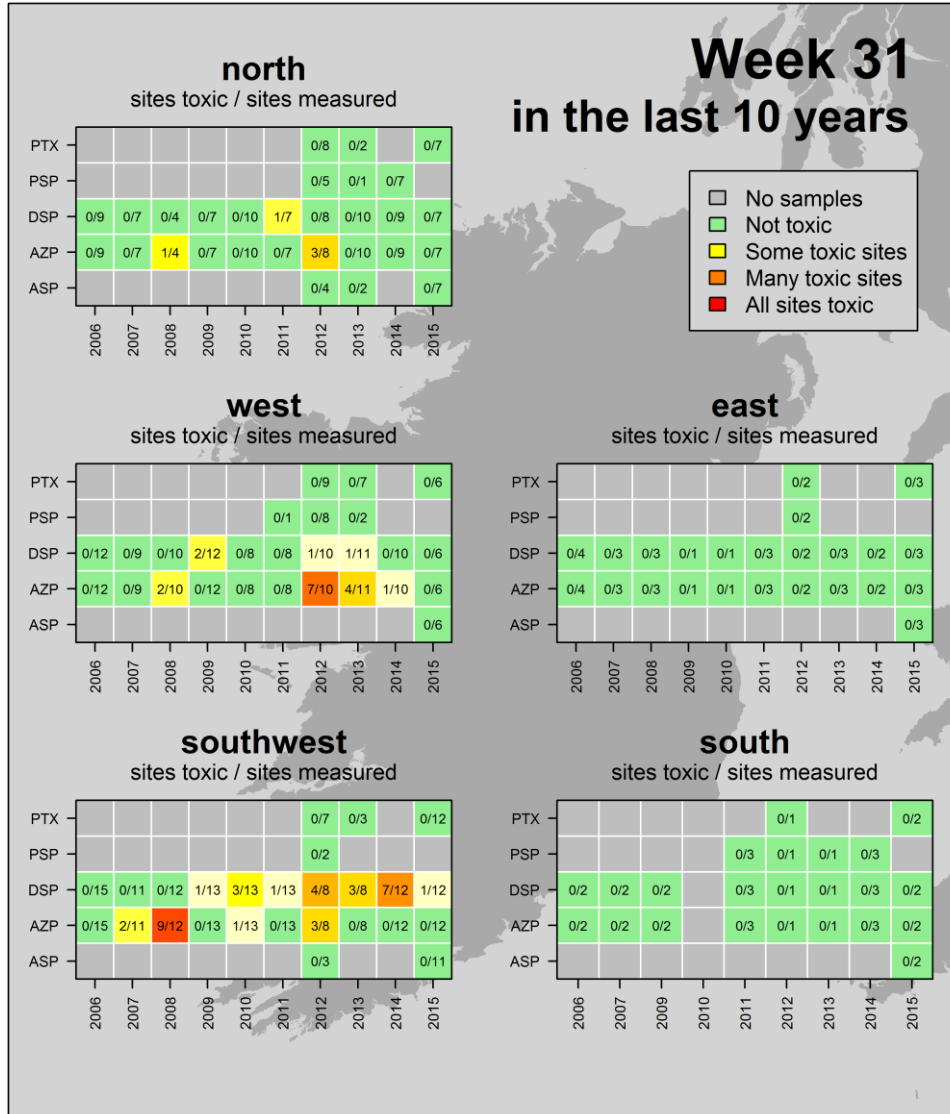 Week 31
in the last 10 years
No samples
Not toxic
Some toxic sites
Many toxic sites
All sites toxic
north
sites toxic / sites measured
PTX 0/8 0/2 0/7
PSP 0/5 0/1 0/7
DSP 0/9 0/7 0/4 0/7 0/10 1/7 0/8 0/10 0/9 0/7
AZP 0/9 0/7 1/4 0/7 0/10 0/7 3/8 0/10 0/9 0/7
ASP 0/4 0/2 0/7
2006 2007 2008 2009 2010 2011 2012 2013 2014 2015
west
sites toxic / sites measured
PTX 0/9 0/7 0/6
PSP 0/1 0/8 0/2
DSP 0/12 0/9 0/10 2/12 0/8 0/8 1/10 1/11 0/10 0/6
AZP 0/12 0/9 2/10 0/12 0/8 0/8 7/10 4/11 1/10 0/6
ASP 0/6
2006 2007 2008 2009 2010 2011 2012 2013 2014 2015
east
sites toxic / sites measured
PTX 0/2 0/3
PSP 0/2
DSP 0/4 0/3 0/3 0/1 0/1 0/3 0/2 0/3 0/2 0/3
AZP 0/4 0/3 0/3 0/1 0/1 0/3 0/2 0/3 0/2 0/3
ASP 0/3
2006 2007 2008 2009 2010 2011 2012 2013 2014 2015
southwest
sites toxic / sites measured
PTX 0/7 0/3 0/12
PSP 0/2
DSP 0/15 0/11 0/12 1/13 3/13 1/13 4/8 3/8 7/12 1/12
AZP 0/15 2/11 9/12 0/13 1/13 0/13 3/8 0/8 0/12 0/12
ASP 0/3 0/11
2006 2007 2008 2009 2010 2011 2012 2013 2014 2015
south
sites toxic / sites measured
PTX 0/1 0/2
PSP 0/3 0/1 0/1 0/3
DSP 0/2 0/2 0/2 0/3 0/1 0/1 0/3 0/2
AZP 0/2 0/2 0/2 0/3 0/1 0/1 0/3 0/2
ASP 0/2
2006 2007 2008 2009 2010 2011 2012 2013 2014 2015